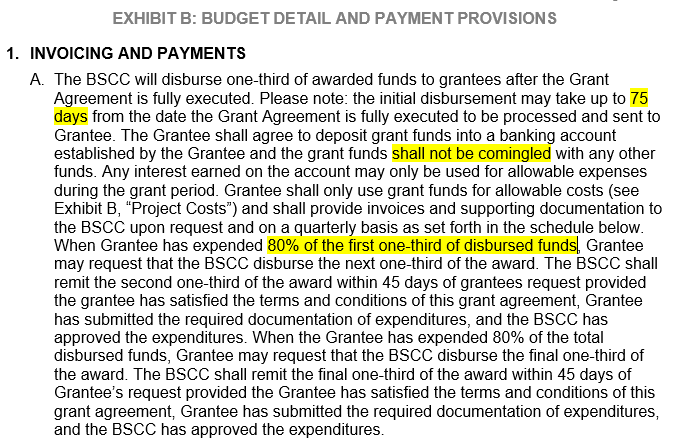 EXHIBIT B: BUDGET DETAIL AND PAYMENT PROVISIONS
1. INVOICING AND PAYMENTS
A. The BSCC will disburse one-third of awarded funds to grantees after the Grant
Agreement is fully executed. Please note: the initial disbursement may take up to 75
days from the date the Grant Agreement is fully executed to be processed and sent to
Grantee. The Grantee shall agree to deposit grant funds into a banking account
established by the Grantee and the grant funds shall not be comingled with any other
funds. Any interest earned on the account may only be used for allowable expenses
during the grant period. Grantee shall only use grant funds for allowable costs (see
Exhibit B, “Project Costs”) and shall provide invoices and supporting documentation to
the BSCC upon request and on a quarterly basis as set forth in the schedule below.
When Grantee has expended 80% of the first one-third of disbursed funds, Grantee
may request that the BSCC disburse the next one-third of the award. The BSCC shall
remit the second one-third of the award within 45 days of grantees request provided
the grantee has satisfied the terms and conditions of this grant agreement, Grantee
has submitted the required documentation of expenditures, and the BSCC has
approved the expenditures. When the Grantee has expended 80% of the total
disbursed funds, Grantee may request that the BSCC disburse the final one-third of
the award. The BSCC shall remit the final one-third of the award within 45 days of
Grantee’s request provided the Grantee has satisfied the terms and conditions of this
grant agreement, Grantee has submitted the required documentation of expenditures,
and the BSCC has approved the expenditures.